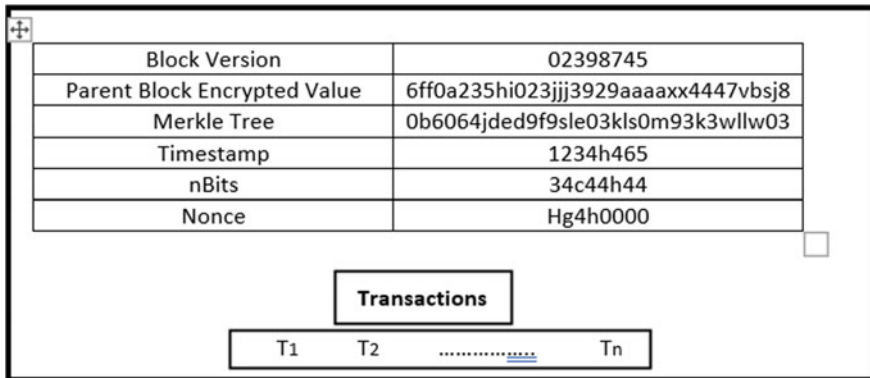 Block Version 02398745
Parent Block Encrypted Value 6ff0a235hi023jjj3929aaaaxx4447vbsj8
Merkle Tree 0b6064jded9f9sle03kls0m93k3wllw03
Timestamp 1234h465
nBits 34c44h44
Nonce Hg4h0000
Transactions
T1 T2 .................... Tn